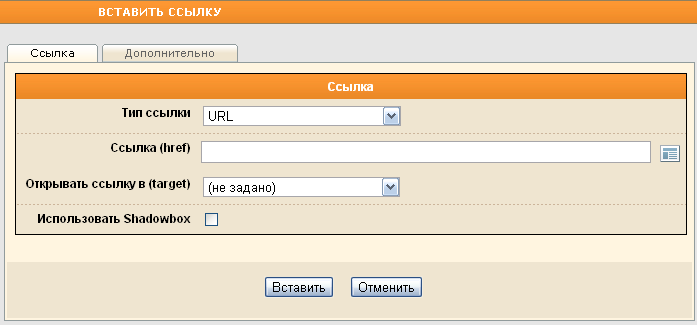 ВСТАВИТЬ ССЫЛКУ
Ссылка Дополнительно
Ссылка
Тип ссылки URL
Ссылка (href)
Открывать ссылку в (target) (не задано)
Использовать Shadowbox
Вставить Отменить